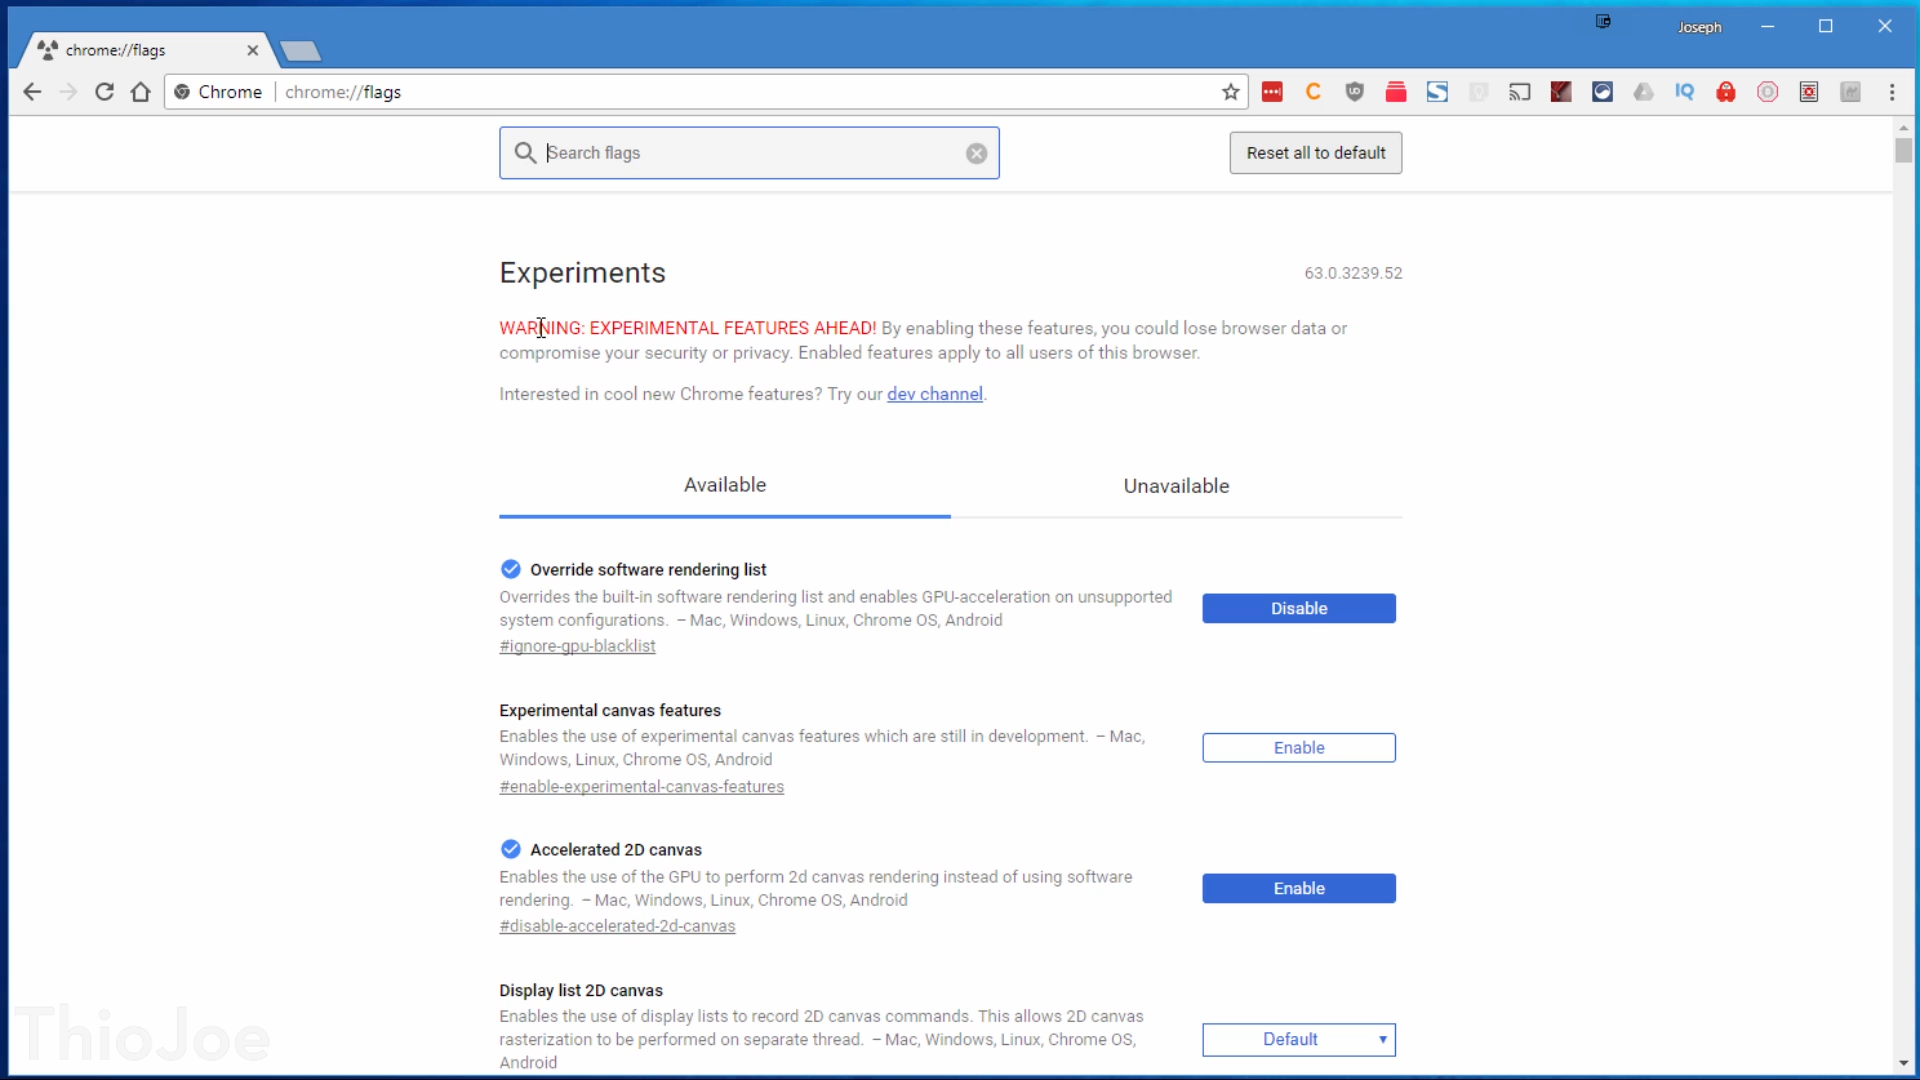 chrome://flags
Joseph
Chrome
chrome://flags
C
IQ
Search flags
Reset all to default
Experiments
63.0.3239.52
WARNING: EXPERIMENTAL FEATURES AHEAD! By enabling these features, you could lose browser data or
compromise your security or privacy. Enabled features apply to all users of this browser.
Interested in cool new Chrome features? Try our dev channel.
Available
Unavailable
Override software rendering list
Overrides the built-in software rendering list and enables GPU-acceleration on unsupported
system configurations. – Mac, Windows, Linux, Chrome OS, Android
#ignore-gpu-blacklist
Disable
Experimental canvas features
Enables the use of experimental canvas features which are still in development. – Mac,
Windows, Linux, Chrome OS, Android
#enable-experimental-canvas-features
Enable
Accelerated 2D canvas
Enables the use of the GPU to perform 2d canvas rendering instead of using software
rendering. – Mac, Windows, Linux, Chrome OS, Android
#disable-accelerated-2d-canvas
Enable
Display list 2D canvas
Enables the use of display lists to record 2D canvas commands. This allows 2D canvas
rasterization to be performed on separate thread. – Mac, Windows, Linux, Chrome OS,
Android
Default
ThioJoe